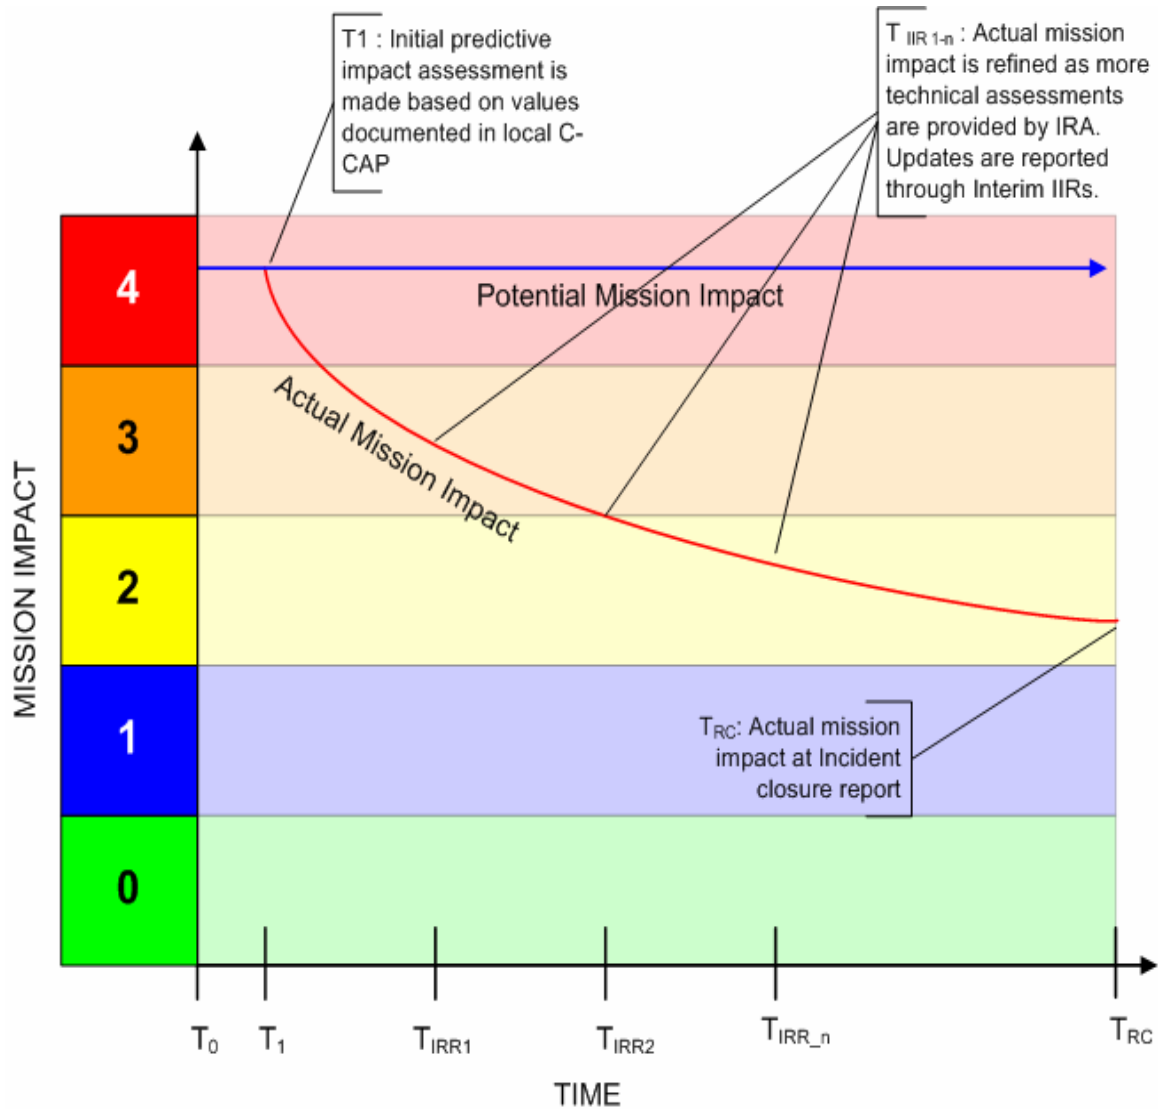 T1 : Initial predictive
impact assessment is
made based on values
documented in local C-
CAP
T IIR 1-n : Actual mission
impact is refined as more
technical assessments
are provided by IRA.
Updates are reported
through Interim IIRs.
4
Potential Mission Impact
3
Actual Mission Impact
2
MISSION IMPACT
1
TRC: Actual mission
impact at Incident
closure report
0
T0
T1
TIRR1
TIRR2
TIRR_n
TRC
TIME